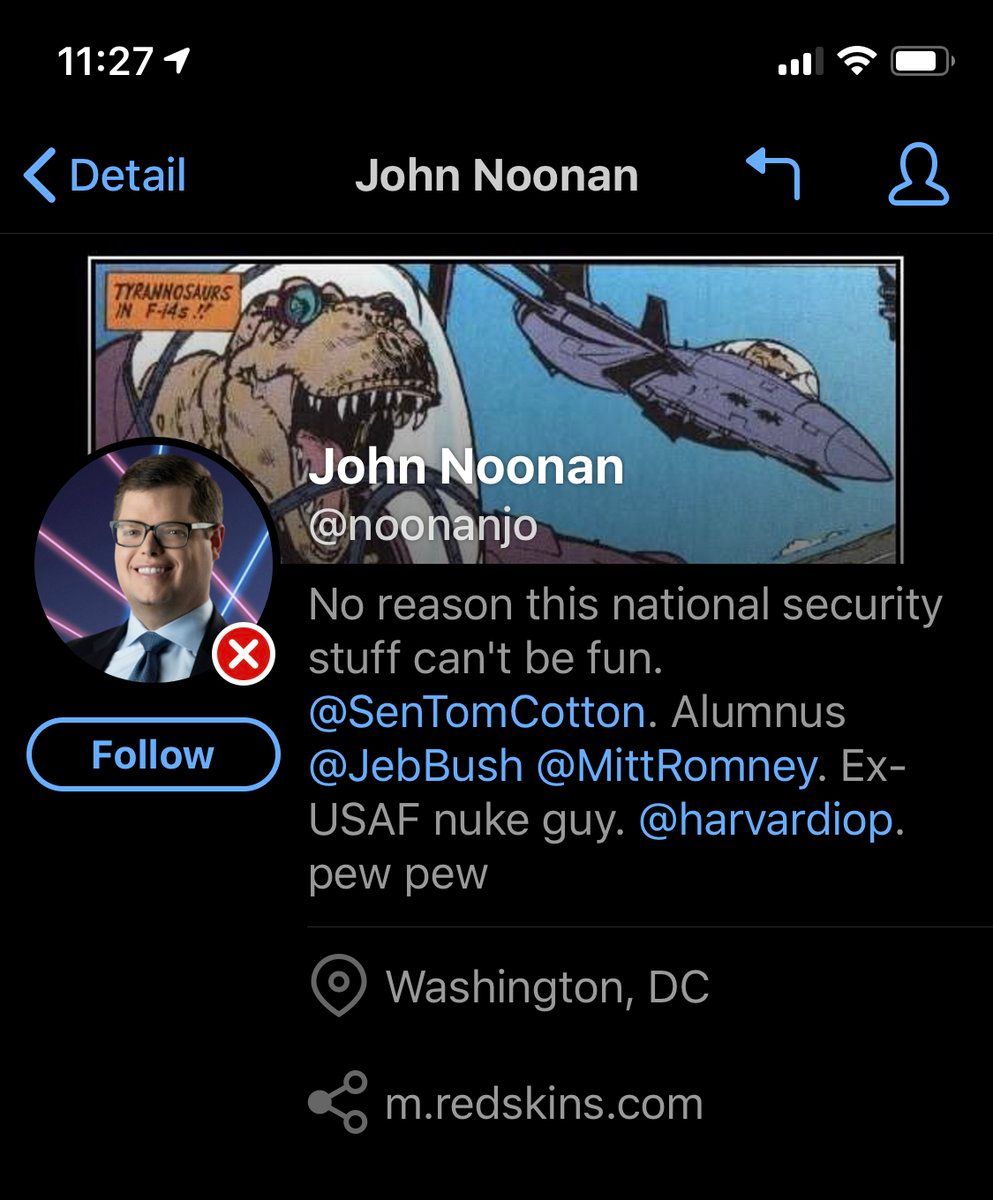 11:27
Detail
John Noonan
TYRANNOSAURS
IN F-14s!!
John Noonan
@noonanjo
No reason this national security
stuff can't be fun.
@SenTomCotton. Alumnus
@JebBush @MittRomney. Ex-
USAF nuke guy. @harvardiop.
pew pew
Follow
Washington, DC
m.redskins.com